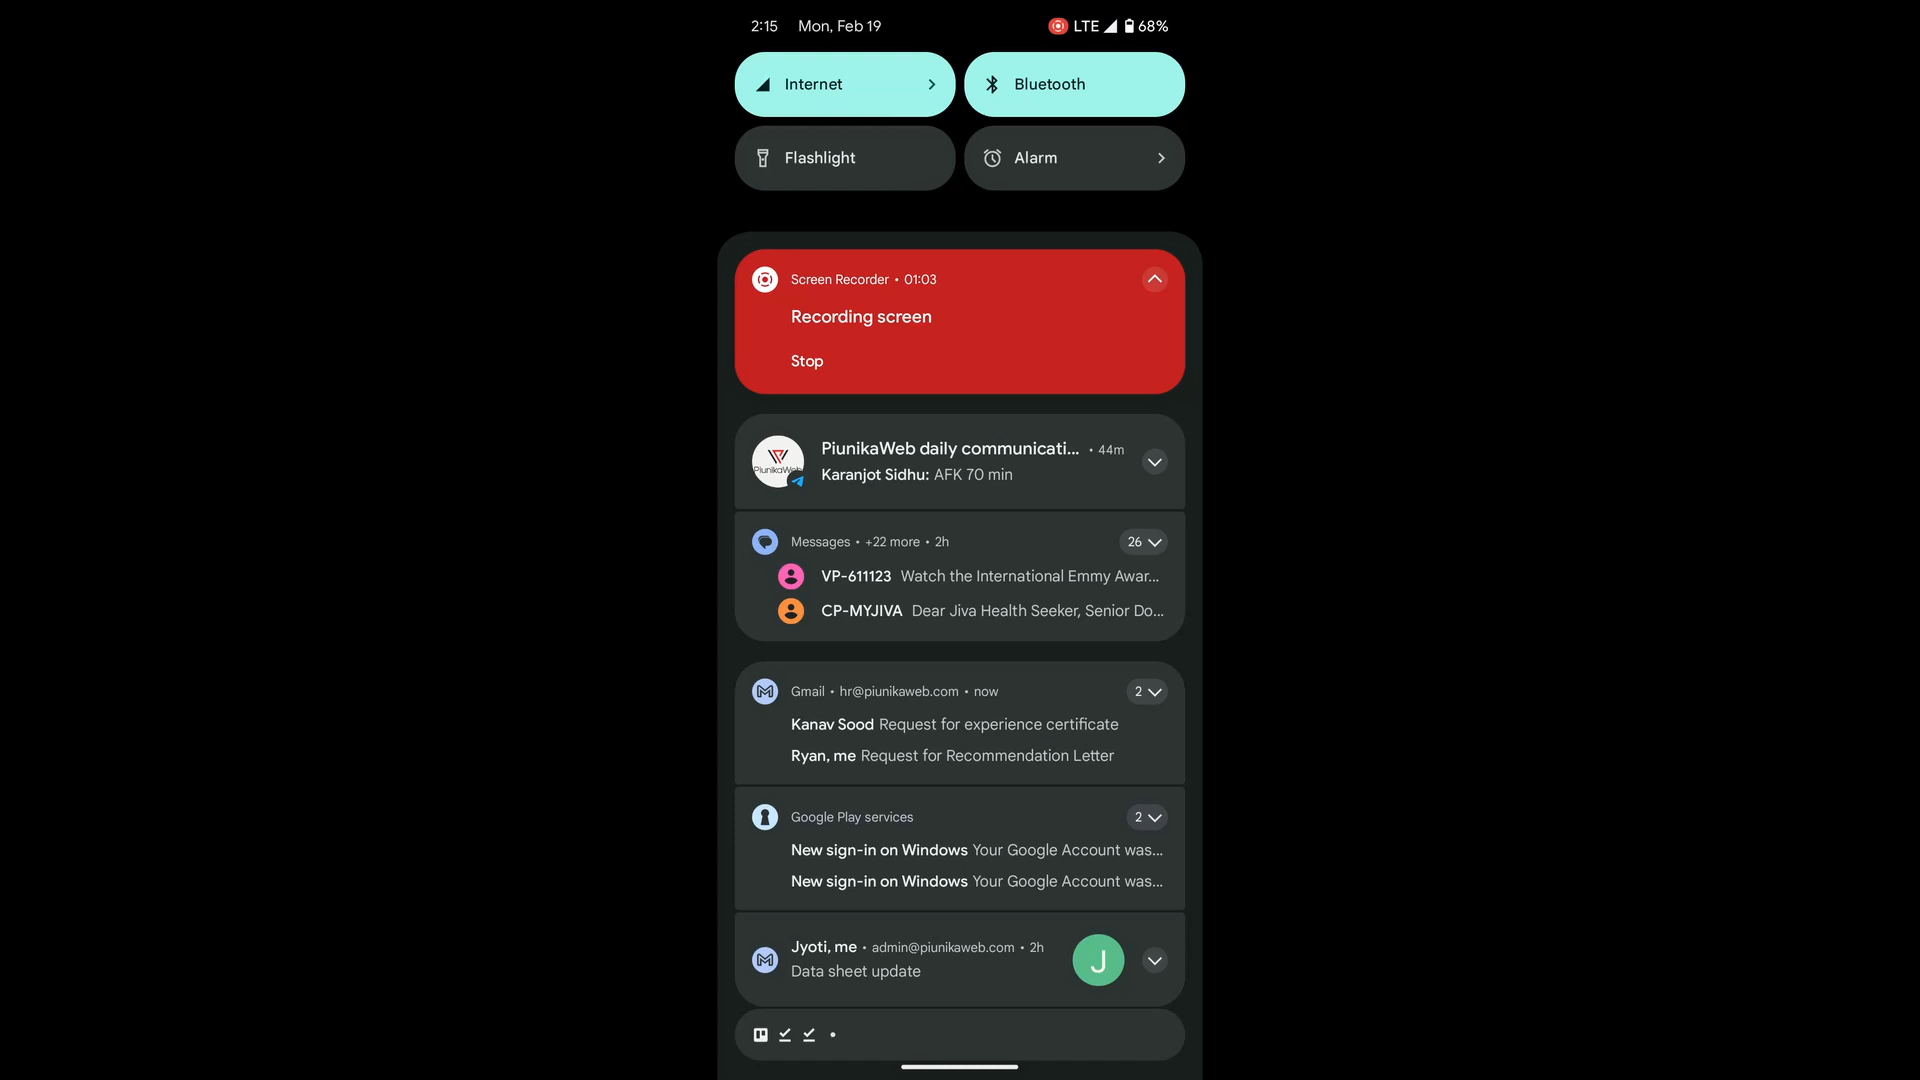 2:15 Mon, Feb 19 LTE 68%
Internet Bluetooth
Flashlight Alarm
Screen Recorder • 01:03
Recording screen
Stop
PiunikaWeb daily communicati... • 44m
PiunikaWeb
Karanjot Sidhu: AFK 70 min
Messages • +22 more • 2h 26
VP-611123 Watch the International Emmy Awar...
CP-MYJIVA Dear Jiva Health Seeker, Senior Do...
Gmail • hr@piunikaweb.com • now 2
Kanav Sood Request for experience certificate
Ryan, me Request for Recommendation Letter
Google Play services 2
New sign-in on Windows Your Google Account was...
New sign-in on Windows Your Google Account was...
Jyoti, me • admin@piunikaweb.com • 2h J
Data sheet update